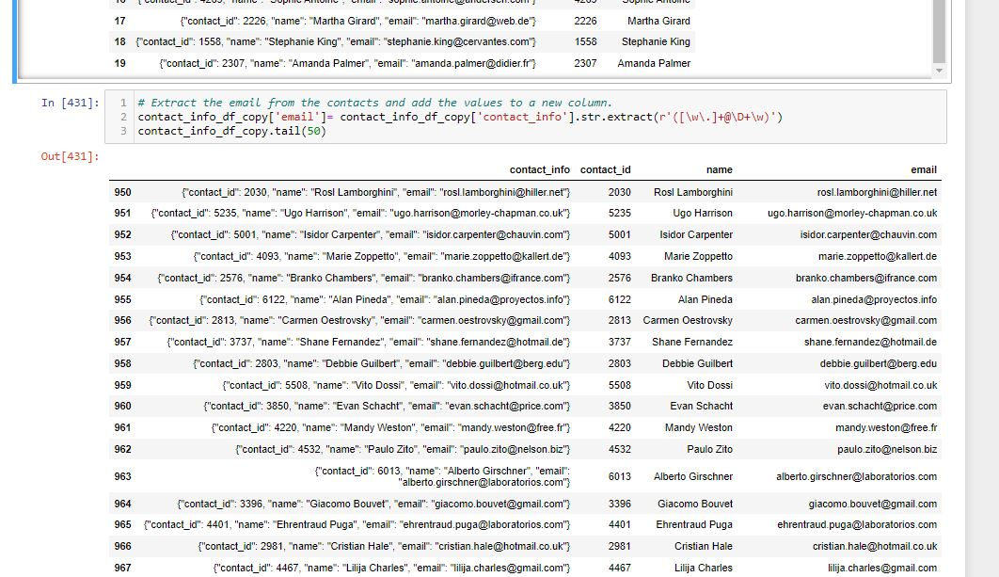 17 {"contact_id": 2226, "name": "Martha Girard", "email": "martha.girard@web.de"} 2226 Martha Girard
18 {"contact_id": 1558, "name": "Stephanie King", "email": "stephanie.king@cervantes.com"} 1558 Stephanie King
19 {"contact_id": 2307, "name": "Amanda Palmer", "email": "amanda.palmer@didier.fr"} 2307 Amanda Palmer
In [431]: 1 # Extract the email from the contacts and add the values to a new column.
2 contact_info_df_copy['email']= contact_info_df_copy['contact_info'].str.extract(r'([\w\.]+@\D+\w)')
3 contact_info_df_copy.tail(50)
Out[431]:
contact_info contact_id name email
950 {"contact_id": 2030, "name": "Rosl Lamborghini", "email": "rosl.lamborghini@hiller.net"} 2030 Rosl Lamborghini rosl.lamborghini@hiller.net
951 {"contact_id": 5235, "name": "Ugo Harrison", "email": "ugo.harrison@morley-chapman.co.uk"} 5235 Ugo Harrison ugo.harrison@morley-chapman.co.uk
952 {"contact_id": 5001, "name": "Isidor Carpenter", "email": "isidor.carpenter@chauvin.com"} 5001 Isidor Carpenter isidor.carpenter@chauvin.com
953 {"contact_id": 4093, "name": "Marie Zoppetto", "email": "marie.zoppetto@kallert.de"} 4093 Marie Zoppetto marie.zoppetto@kallert.de
954 {"contact_id": 2576, "name": "Branko Chambers", "email": "branko.chambers@ifrance.com"} 2576 Branko Chambers branko.chambers@ifrance.com
955 {"contact_id": 6122, "name": "Alan Pineda", "email": "alan.pineda@proyectos.info"} 6122 Alan Pineda alan.pineda@proyectos.info
956 {"contact_id": 2813, "name": "Carmen Oestrovsky", "email": "carmen.oestrovsky@gmail.com"} 2813 Carmen Oestrovsky carmen.oestrovsky@gmail.com
957 {"contact_id": 3737, "name": "Shane Fernandez", "email": "shane.fernandez@hotmail.de"} 3737 Shane Fernandez shane.fernandez@hotmail.de
958 {"contact_id": 2803, "name": "Debbie Guilbert", "email": "debbie.guilbert@berg.edu"} 2803 Debbie Guilbert debbie.guilbert@berg.edu
959 {"contact_id": 5508, "name": "Vito Dossi", "email": "vito.dossi@hotmail.co.uk"} 5508 Vito Dossi vito.dossi@hotmail.co.uk
960 {"contact_id": 3850, "name": "Evan Schacht", "email": "evan.schacht@price.com"} 3850 Evan Schacht evan.schacht@price.com
961 {"contact_id": 4220, "name": "Mandy Weston", "email": "mandy.weston@free.fr"} 4220 Mandy Weston mandy.weston@free.fr
962 {"contact_id": 4532, "name": "Paulo Zito", "email": "paulo.zito@nelson.biz"} 4532 Paulo Zito paulo.zito@nelson.biz
{"contact_id": 6013, "name": "Alberto Girschner", "email":
963 "alberto.girschner@laboratorios.com"} 6013 Alberto Girschner alberto.girschner@laboratorios.com
964 {"contact_id": 3396, "name": "Giacomo Bouvet", "email": "giacomo.bouvet@gmail.com"} 3396 Giacomo Bouvet giacomo.bouvet@gmail.com
965 {"contact_id": 4401, "name": "Ehrentraud Puga", "email": "ehrentraud.puga@laboratorios.com"} 4401 Ehrentraud Puga ehrentraud.puga@laboratorios.com
966 {"contact_id": 2981, "name": "Cristian Hale", "email": "cristian.hale@hotmail.co.uk"} 2981 Cristian Hale cristian.hale@hotmail.co.uk
967 {"contact_id": 4467, "name": "Lilija Charles", "email": "lilija.charles@gmail.com"} 4467 Lilija Charles lilija.charles@gmail.com